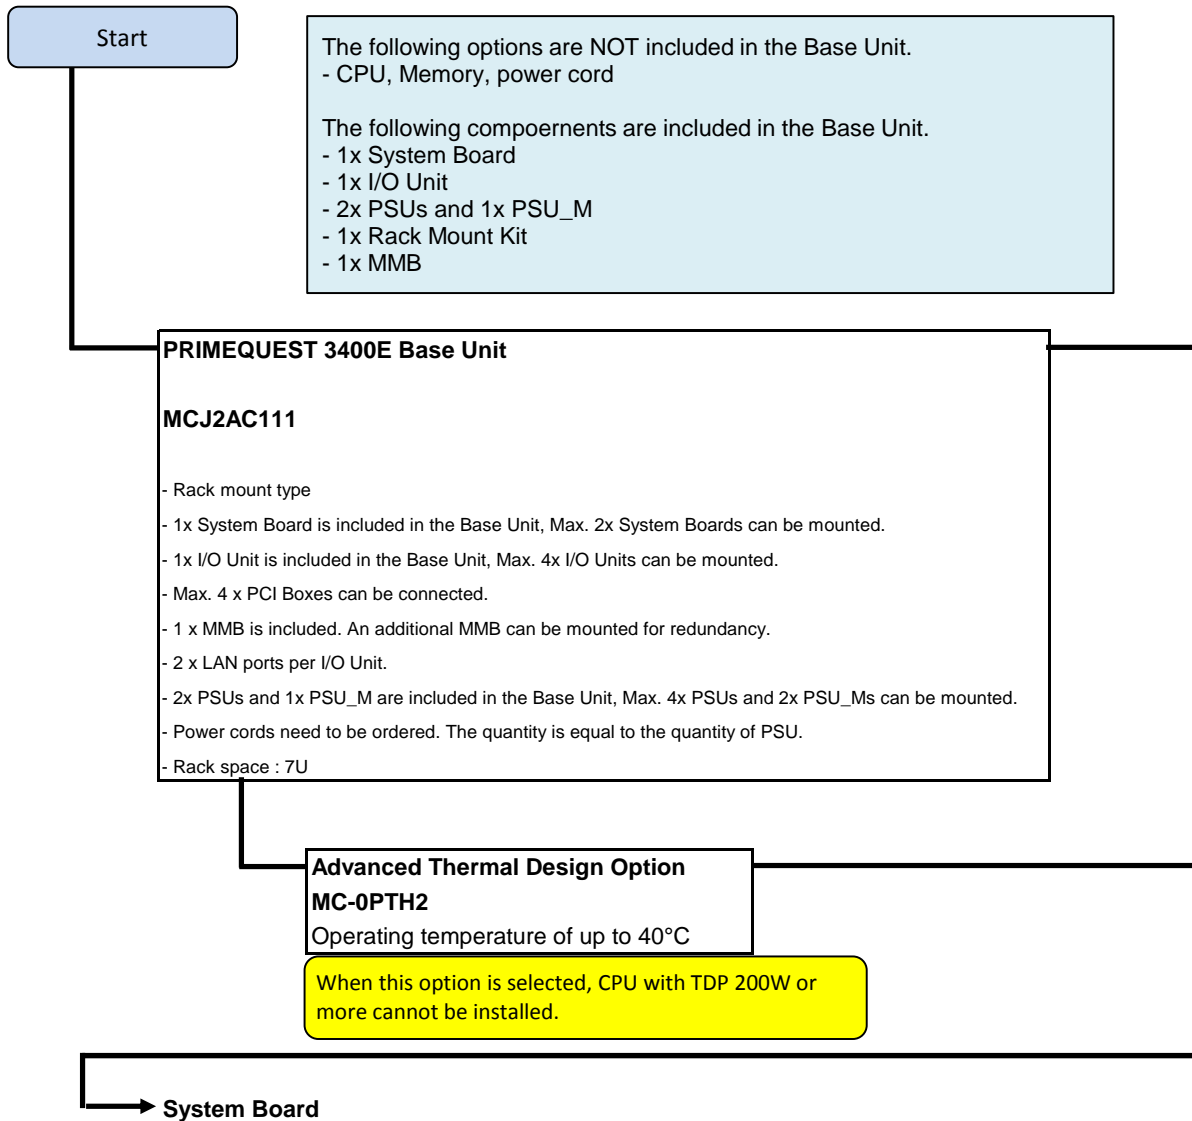 Start
The following options are NOT included in the Base Unit.
- CPU, Memory, power cord
The following compoernents are included in the Base Unit.
- 1x System Board
- 1x I/O Unit
- 2x PSUs and 1x PSU_M
- 1x Rack Mount Kit
- 1x MMB
PRIMEQUEST 3400E Base Unit
MCJ2AC111
- Rack mount type
- 1x System Board is included in the Base Unit, Max. 2x System Boards can be mounted.
- 1x I/O Unit is included in the Base Unit, Max. 4x I/O Units can be mounted.
- Max. 4 x PCI Boxes can be connected.
- 1 x MMB is included. An additional MMB can be mounted for redundancy.
- 2 x LAN ports per I/O Unit.
- 2x PSUs and 1x PSU_M are included in the Base Unit, Max. 4x PSUs and 2x PSU_Ms can be mounted.
- Power cords need to be ordered. The quantity is equal to the quantity of PSU.
- Rack space : 7U
Advanced Thermal Design Option
MC-0PTH2
Operating temperature of up to 40°C
When this option is selected, CPU with TDP 200W or
more cannot be installed.
System Board